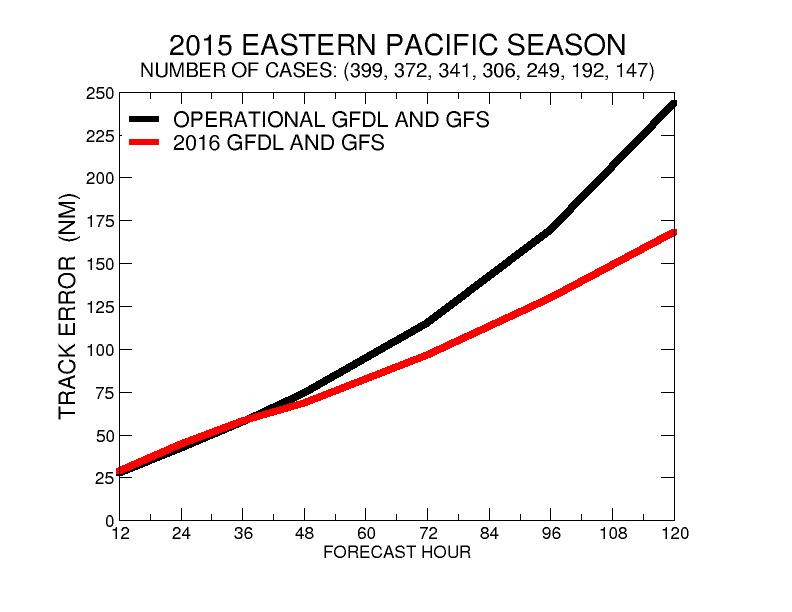 2015 EASTERN PACIFIC SEASON
NUMBER OF CASES: (399, 372, 341, 306, 249, 192, 147)
OPERATIONAL GFDL AND GFS
2016 GFDL AND GFS
TRACK ERROR (NM)
250
225
200
175
150
125
100
75
50
25
0
12 24 36 48 60 72 84 96 108 120
FORECAST HOUR